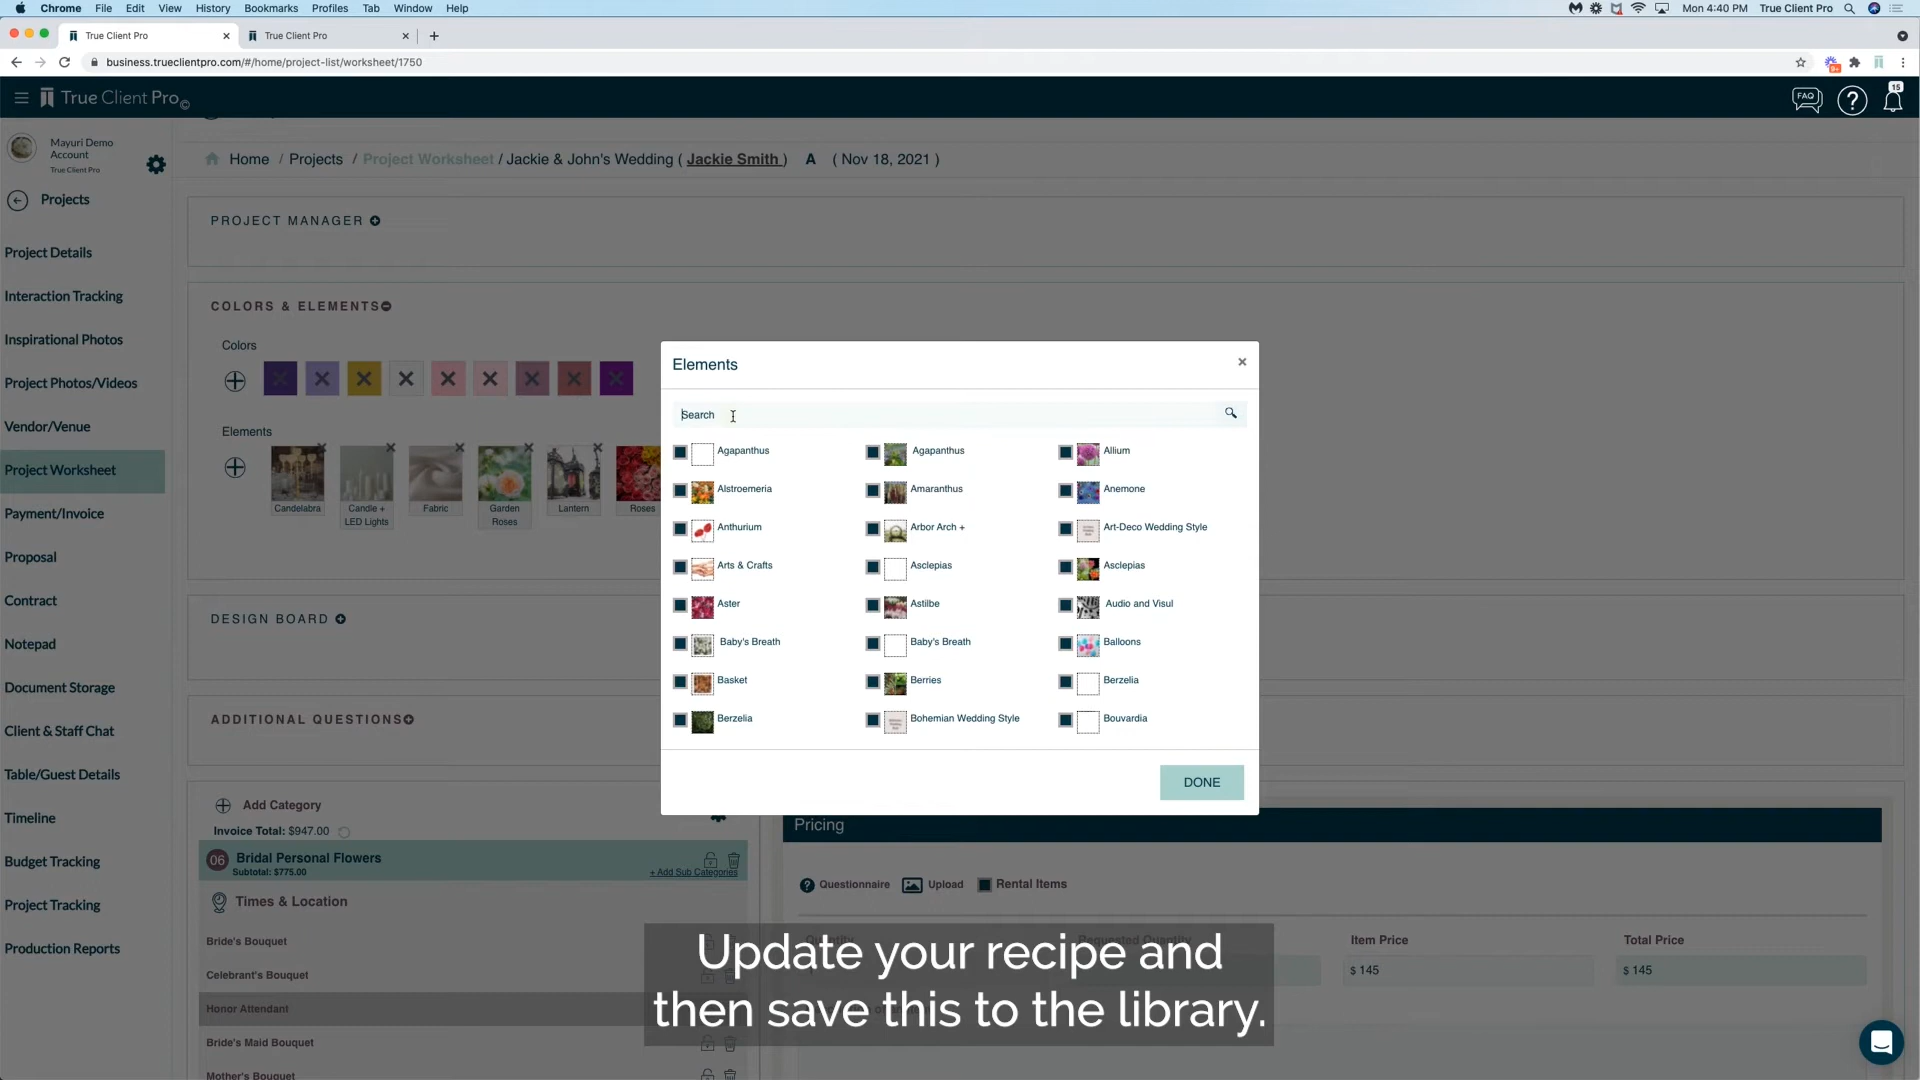 Chrome File Edit View History Bookmarks Profiles Tab Window Help Mon 4:40 PM True Client Pro
True Client Pro True Client Pro
business.trueclientpro.com/#/home/project-list/worksheet/1750
True Client Pro© FAQ ? 15
Mayuri Demo
Account
True Client Pro
Home / Projects / Project Worksheet / Jackie & John's Wedding ( Jackie Smith ) A ( Nov 18, 2021 )
Projects
Project Details
Interaction Tracking
Inspirational Photos
Project Photos/Videos
Vendor/Venue
Project Worksheet
Payment/Invoice
Proposal
Contract
Notepad
Document Storage
Client & Staff Chat
Table/Guest Details
Timeline
Budget Tracking
Project Tracking
Production Reports
PROJECT MANAGER
COLORS & ELEMENTS
Colors
Elements
Candelabra
Candle +
LED Lights
Fabric
Garden
Roses
Lantern
Roses
DESIGN BOARD
ADDITIONAL QUESTIONS
Elements ×
Search
Agapanthus Agapanthus Allium
Alstroemeria Amaranthus Anemone
Anthurium Arbor Arch + Art-Deco Wedding Style
Arts & Crafts Asclepias Asclepias
Aster Astilbe Audio and Visul
Baby's Breath Baby's Breath Balloons
Basket Berries Berzelia
Berzelia Bohemian Wedding Style Bouvardia
DONE
Add Category
Invoice Total: $947.00
06 Bridal Personal Flowers
Subtotal: $775.00
+ Add Sub Categories
Times & Location
Bride's Bouquet
Celebrant's Bouquet
Honor Attendant
Bride's Maid Bouquet
Mother's Bouquet
Pricing
? Questionnaire Upload Rental Items
Quantity Requested Quantity Item Price Total Price
$ 145 $ 145
Update your recipe and
then save this to the library.